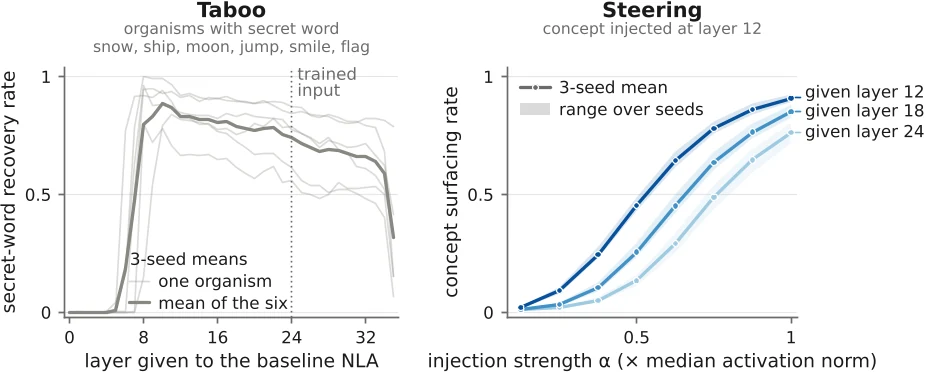 Taboo
organisms with secret word
snow, ship, moon, jump, smile, flag
secret-word recovery rate
1
0.5
0
trained
input
3-seed means
one organism
mean of the six
0
8
16
24
32
layer given to the baseline NLA
Steering
concept injected at layer 12
concept surfacing rate
1
0.5
0
3-seed mean
range over seeds
given layer 12
given layer 18
given layer 24
0.5
1
injection strength α (× median activation norm)